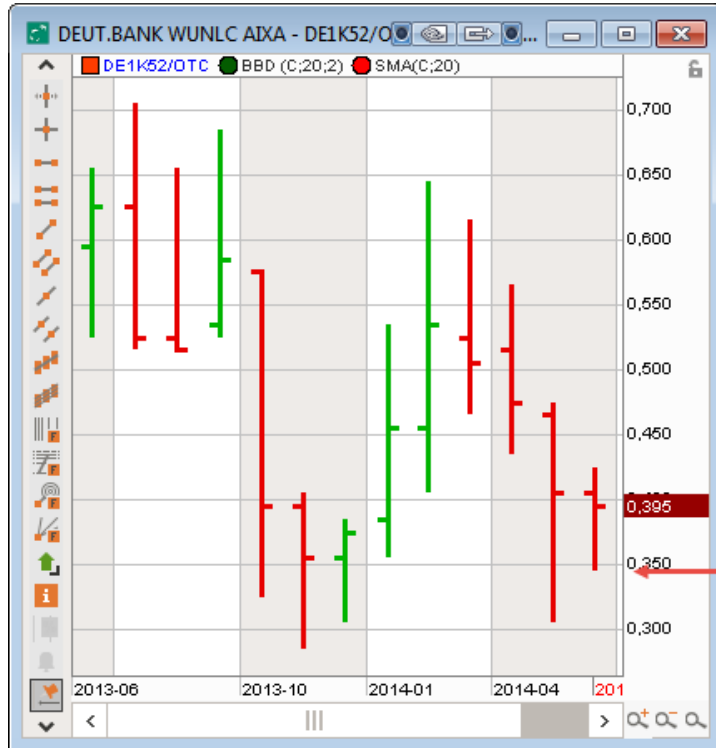 DEUT.BANK WUNLC AIXA - DE1K52/O ...
DE1K52/OTC BBD (C;20;2) SMA(C;20)
0,700
0,650
0,600
0,550
0,500
0,450
0,395
0,350
0,300
2013-06 2013-10 2014-01 2014-04 201
F
F
F
F
i